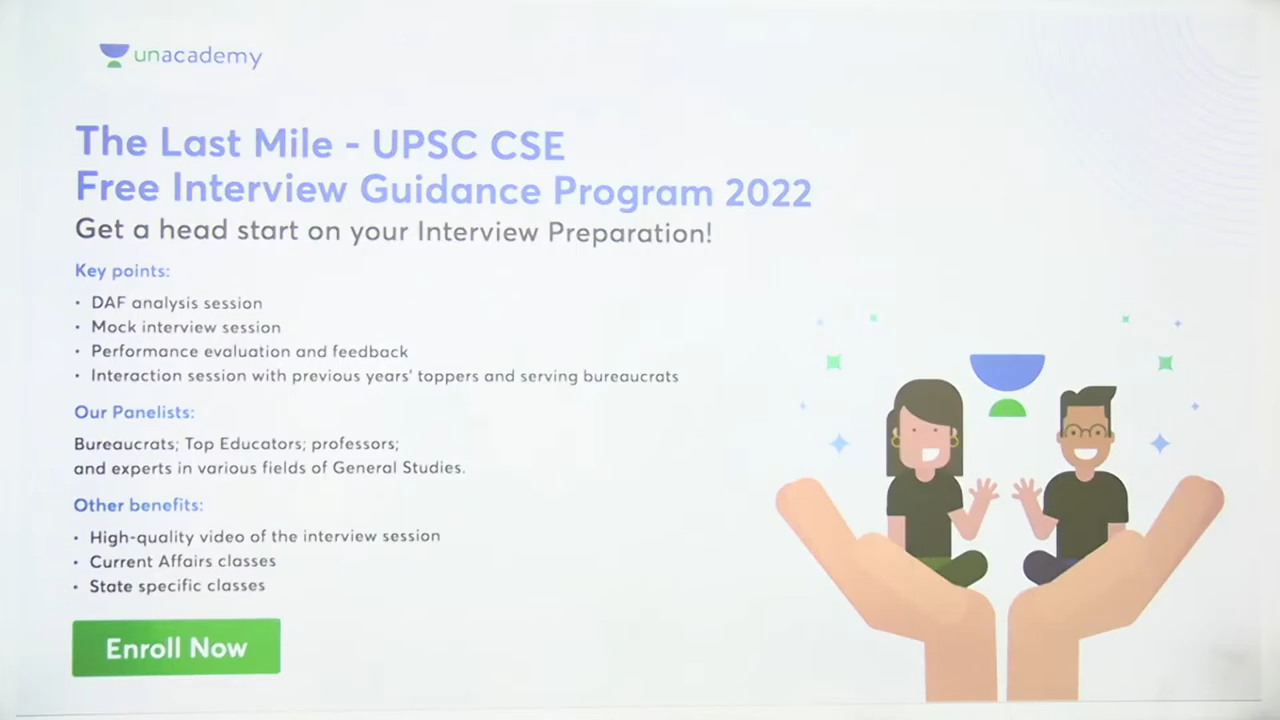 unacademy
The Last Mile - UPSC CSE
Free Interview Guidance Program 2022
Get a head start on your Interview Preparation!
Key points:
• DAF analysis session
• Mock interview session
• Performance evaluation and feedback
• Interaction session with previous years' toppers and serving bureaucrats
Our Panelists:
Bureaucrats; Top Educators; professors;
and experts in various fields of General Studies.
Other benefits:
• High-quality video of the interview session
• Current Affairs classes
• State specific classes
Enroll Now